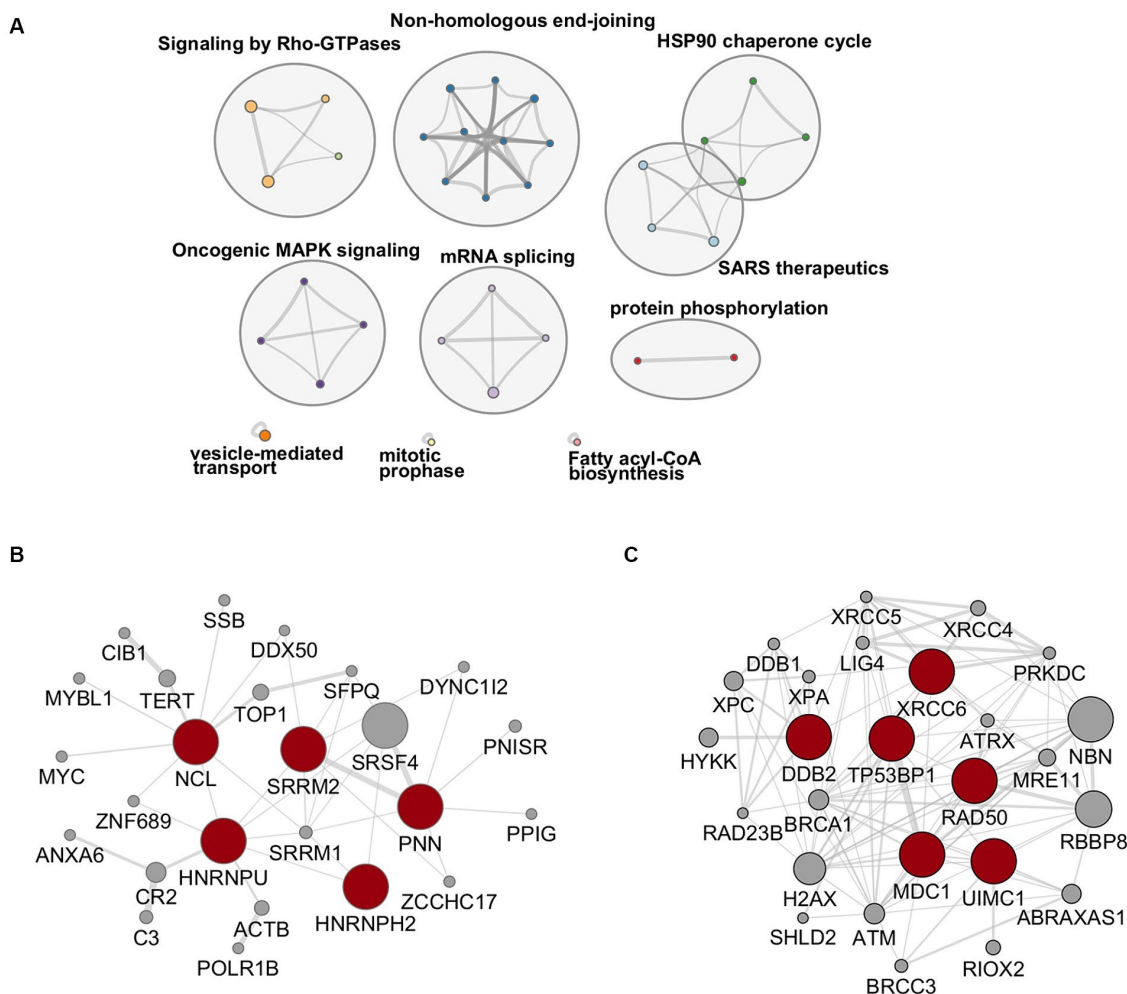 A
Non-homologous end-joining
Signaling by Rho-GTPases
HSP90 chaperone cycle
Oncogenic MAPK signaling
mRNA splicing
SARS therapeutics
protein phosphorylation
vesicle-mediated
transport
mitotic
prophase
Fatty acyl-CoA
biosynthesis
B
SSB
CIB1
DDX50
MYBL1
TERT
SFPQ
DYNC1I2
TOP1
MYC
NCL
SRSF4
PNISR
SRRM2
ZNF689
PPIG
ANXA6
SRRM1
PNN
HNRNPU
CR2
ZCCHC17
HNRNPH2
C3
ACTB
POLR1B
C
XRCC5
XRCC4
DDB1
LIG4
PRKDC
XPC
XPA
XRCC6
ATRX
NBN
HYKK
DDB2
TP53BP1
MRE11
RAD50
RAD23B
BRCA1
RBBP8
H2AX
MDC1
UIMC1
ABRAXAS1
SHLD2
ATM
RIOX2
BRCC3